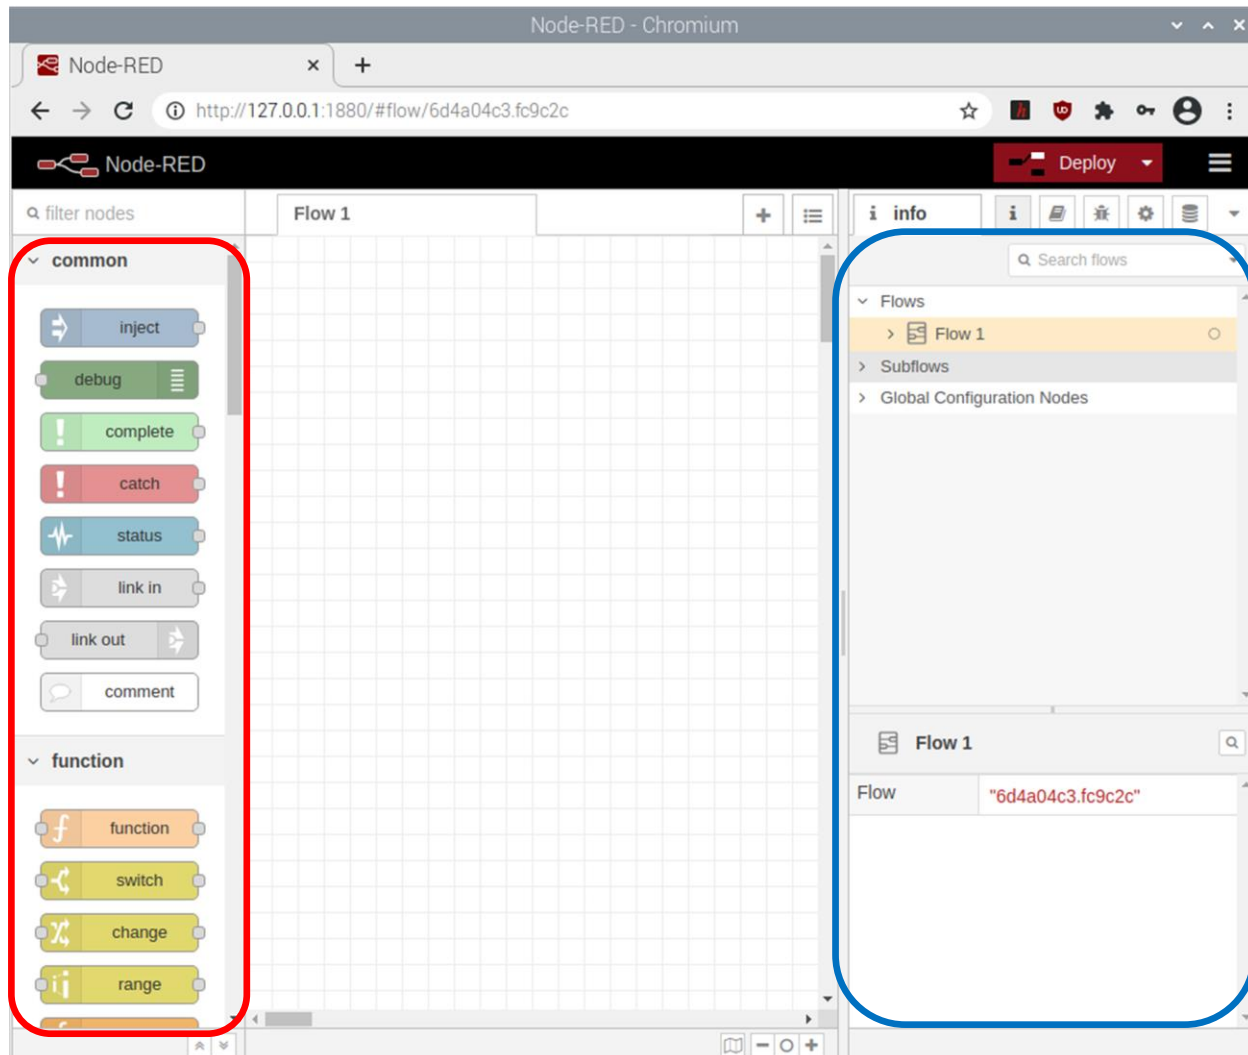 Node-RED - Chromium
Node-RED
http://127.0.0.1:1880/#flow/6d4a04c3.fc9c2c
Node-RED
Deploy
filter nodes
Flow 1
info
common
inject
debug
complete
catch
status
link in
link out
comment
function
function
switch
change
range
Search flows
Flows
Flow 1
Subflows
Global Configuration Nodes
Flow 1
Flow "6d4a04c3.fc9c2c"